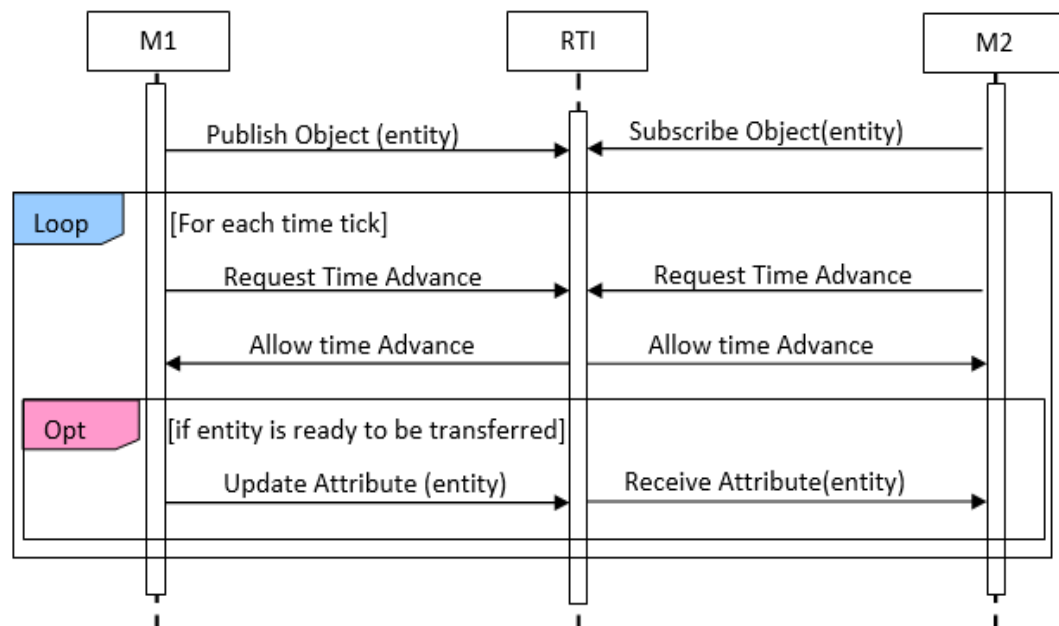 M1
RTI
M2
Publish Object (entity)
Subscribe Object(entity)
Loop
[For each time tick]
Request Time Advance
Request Time Advance
Allow time Advance
Allow time Advance
Opt
[if entity is ready to be transferred]
Update Attribute (entity)
Receive Attribute(entity)